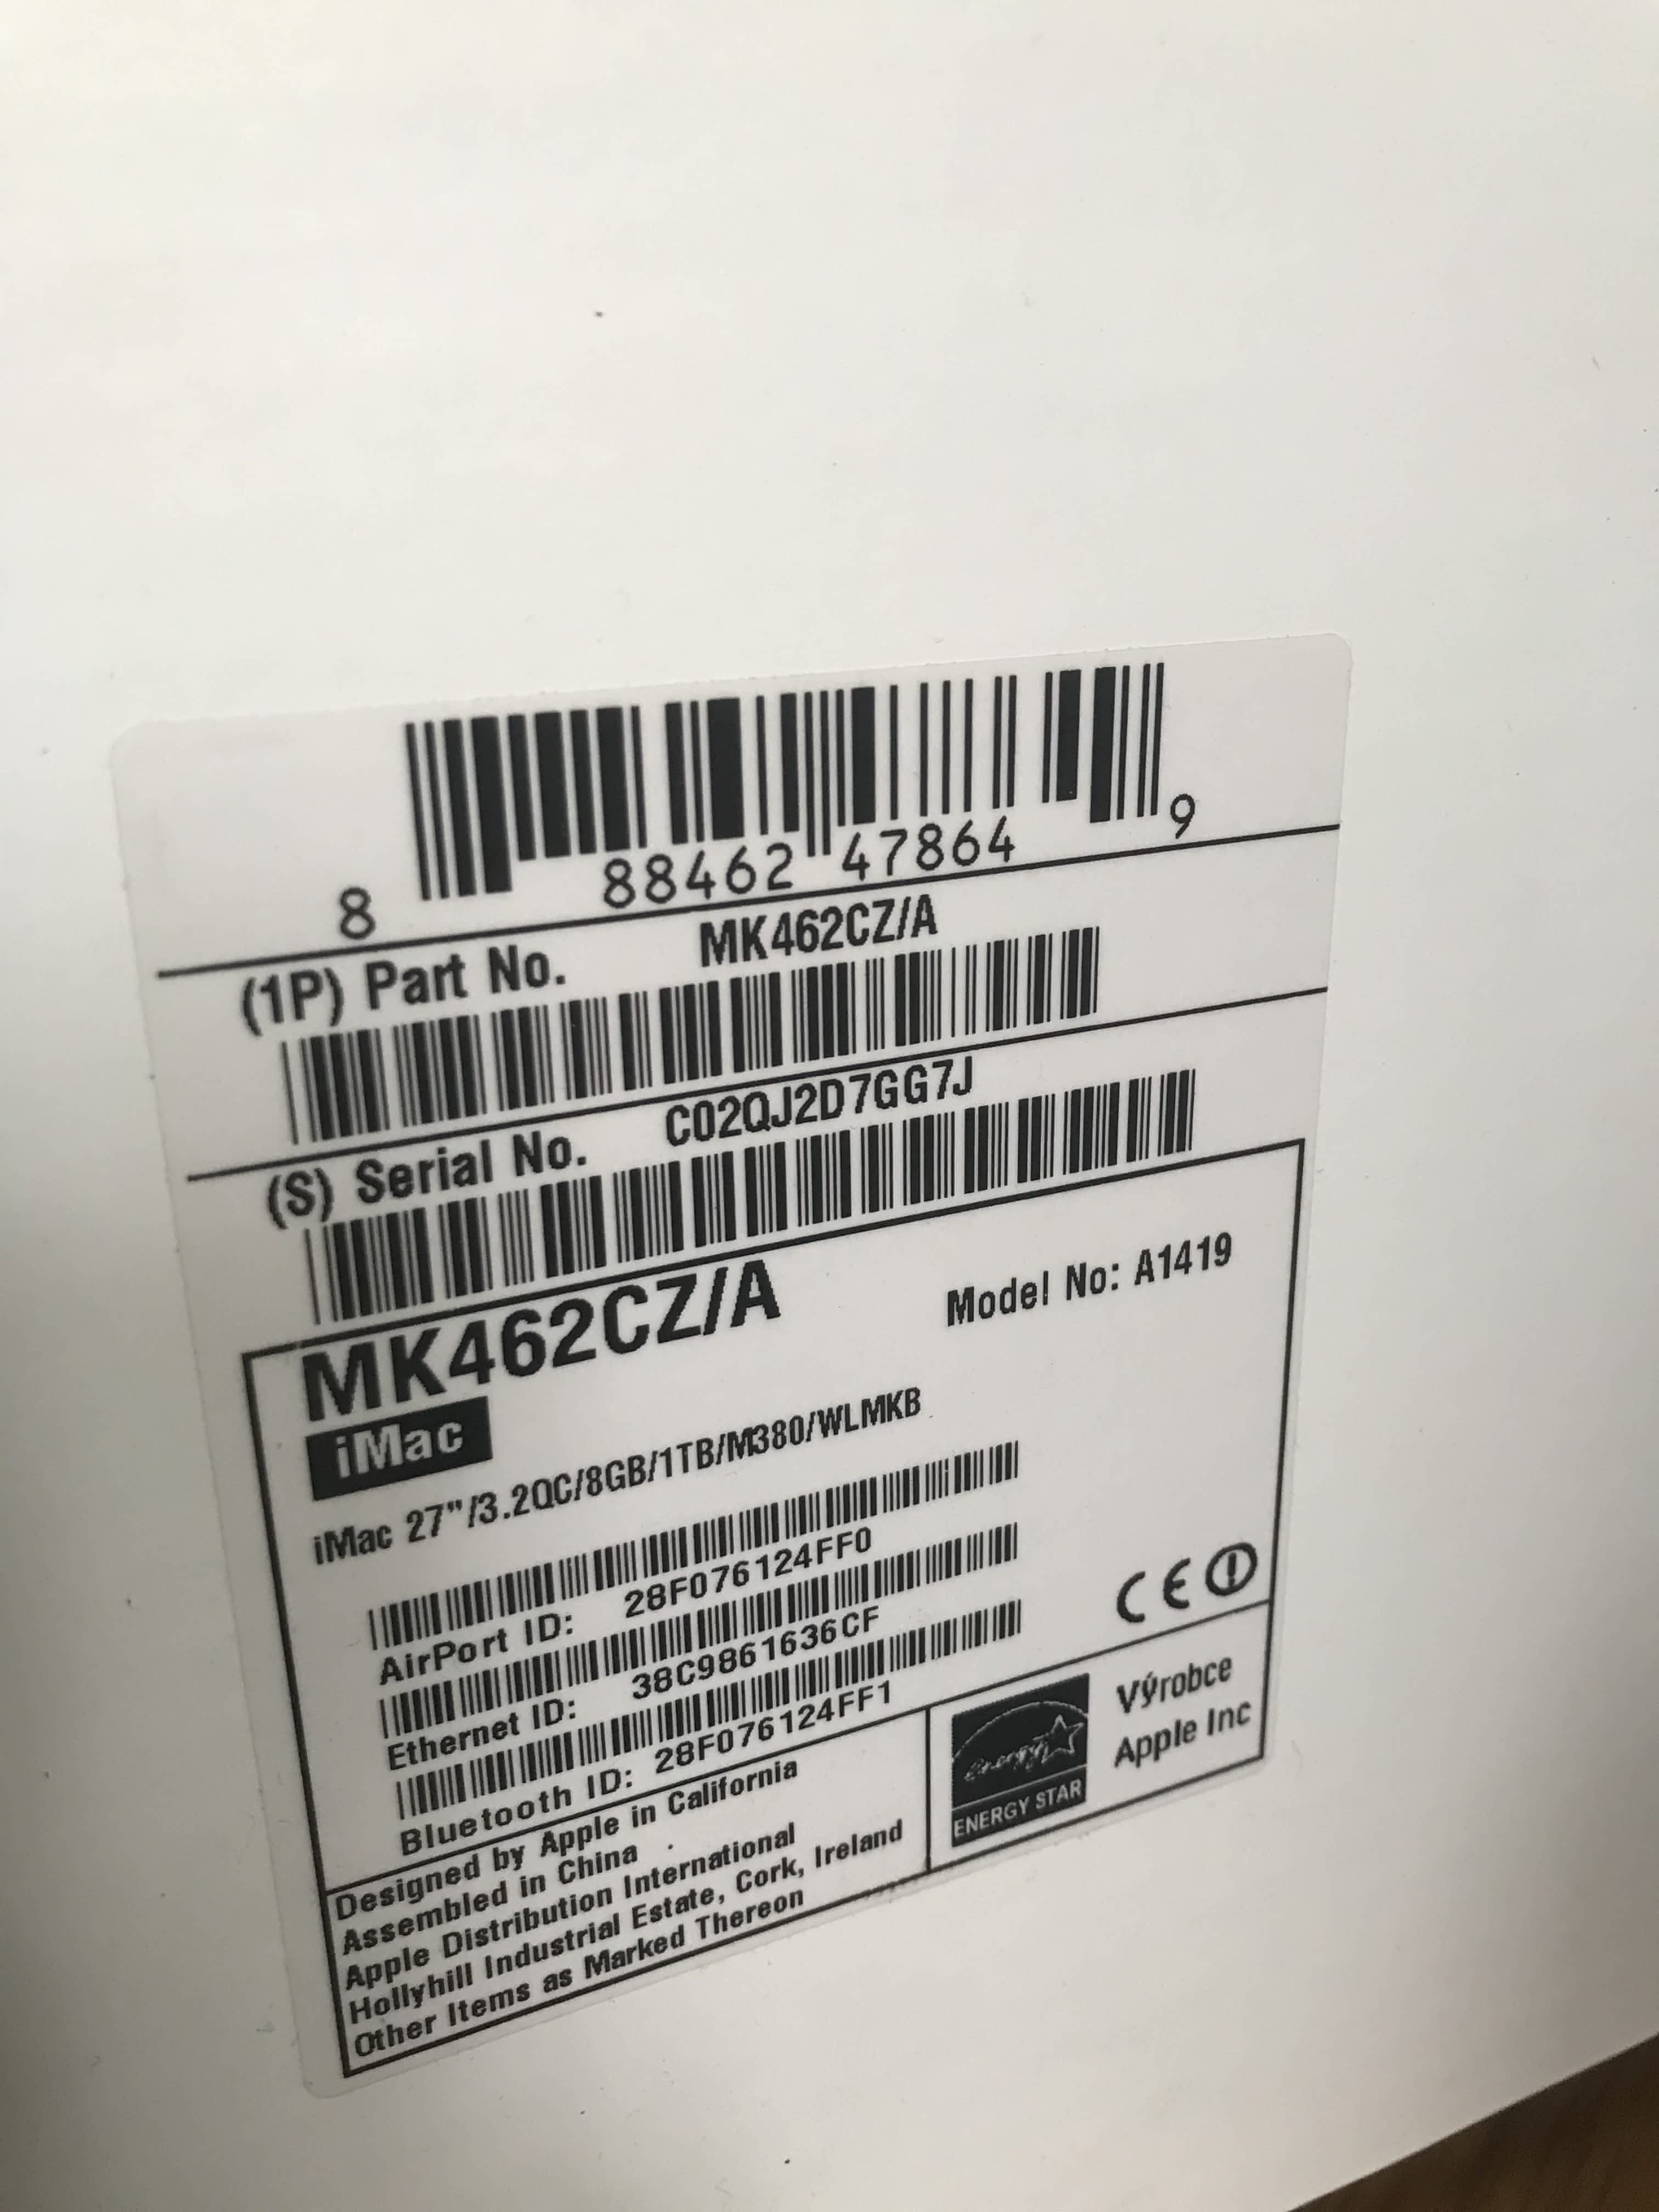 8 88462 47864 9
(1P) Part No. MK462CZ/A
(S) Serial No. C02QJ2D7GG7J
MK462CZ/A Model No: A1419
iMac
iMac 27"/3.2QC/8GB/1TB/M380/WLMKB
AirPort ID: 28F076124FF0
Ethernet ID: 38C9861636CF
Bluetooth ID: 28F076124FF1
CE
Designed by Apple in California
Assembled in China
Apple Distribution International
Hollyhill Industrial Estate, Cork, Ireland
Other Items as Marked Thereon
energy
ENERGY STAR
Výrobce
Apple Inc